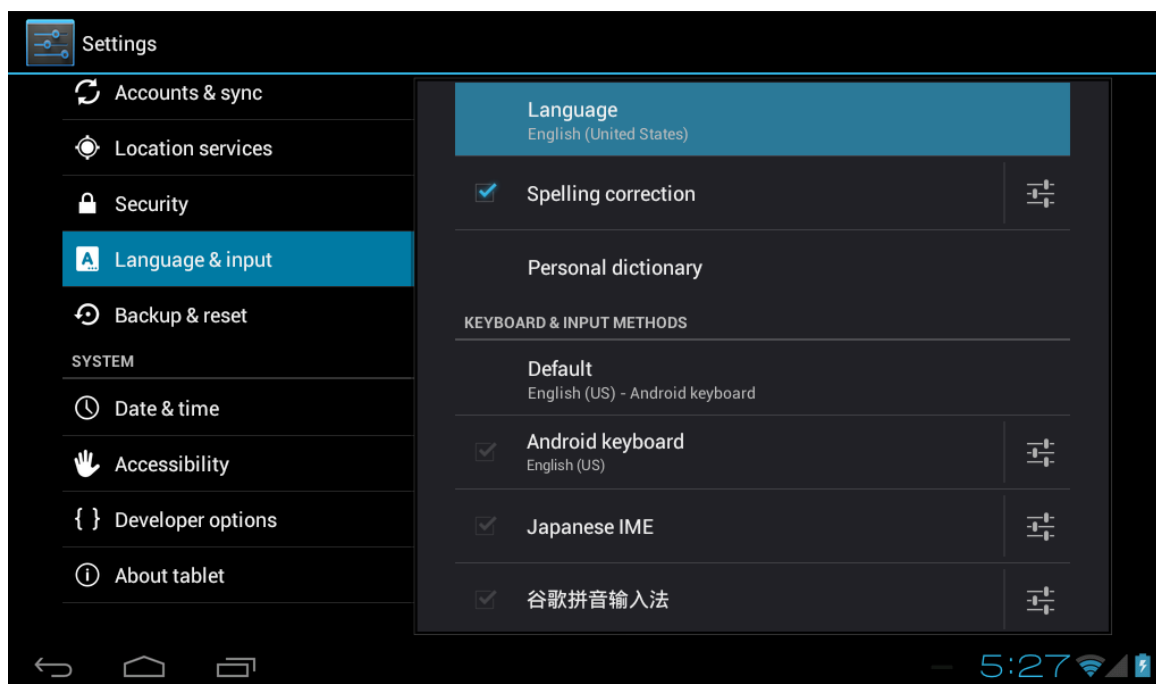 Settings
Accounts & sync
Location services
Security
Language & input
Backup & reset
SYSTEM
Date & time
Accessibility
{ } Developer options
About tablet
Language
English (United States)
Spelling correction
Personal dictionary
KEYBOARD & INPUT METHODS
Default
English (US) - Android keyboard
Android keyboard
English (US)
Japanese IME
谷歌拼音输入法
5:27